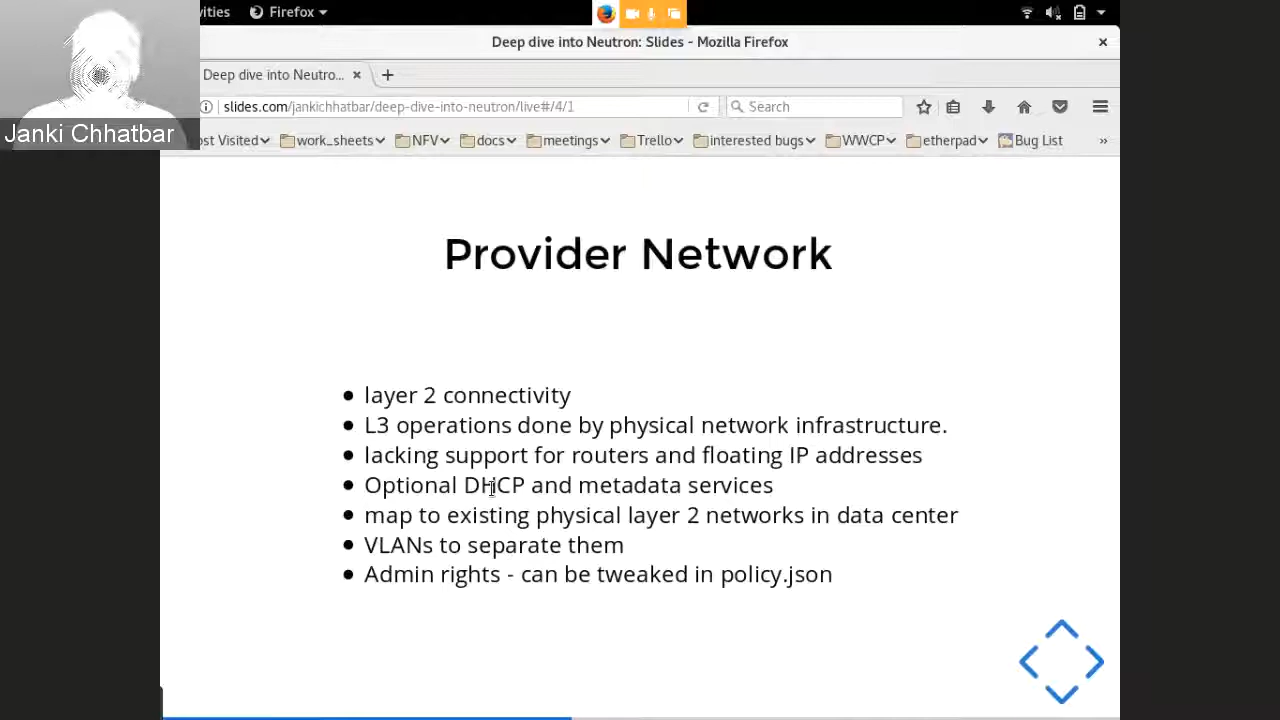 vities Firefox
Deep dive into Neutron: Slides - Mozilla Firefox
Deep dive into Neutro...
slides.com/jankichhatbar/deep-dive-into-neutron/live#/4/1 Search
Janki Chhatbar
ost Visited work_sheets NFV docs meetings Trello interested bugs WWCP etherpad Bug List
Provider Network
layer 2 connectivity
L3 operations done by physical network infrastructure.
lacking support for routers and floating IP addresses
Optional DHCP and metadata services
map to existing physical layer 2 networks in data center
VLANs to separate them
Admin rights - can be tweaked in policy.json